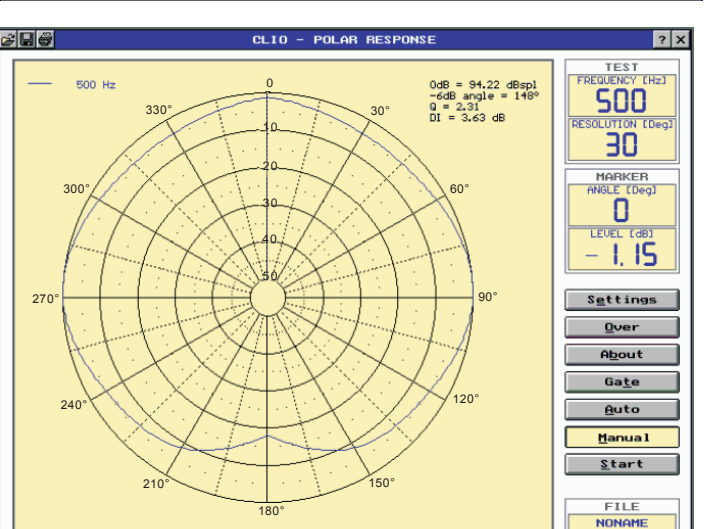 CLIO - POLAR RESPONSE
? X
500 Hz
0dB = 94.22 dBspl
-6dB angle = 148º
Q = 2.31
DI = 3.63 dB
0
30°
60°
90°
120°
150°
180°
210°
240°
270°
300°
330°
10
20
30
40
50
TEST
FREQUENCY [Hz]
500
RESOLUTION [Deg]
30
MARKER
ANGLE [Deg]
0
LEVEL [dB]
-1.15
Settings
Over
About
Gate
Auto
Manual
Start
FILE
NONAME